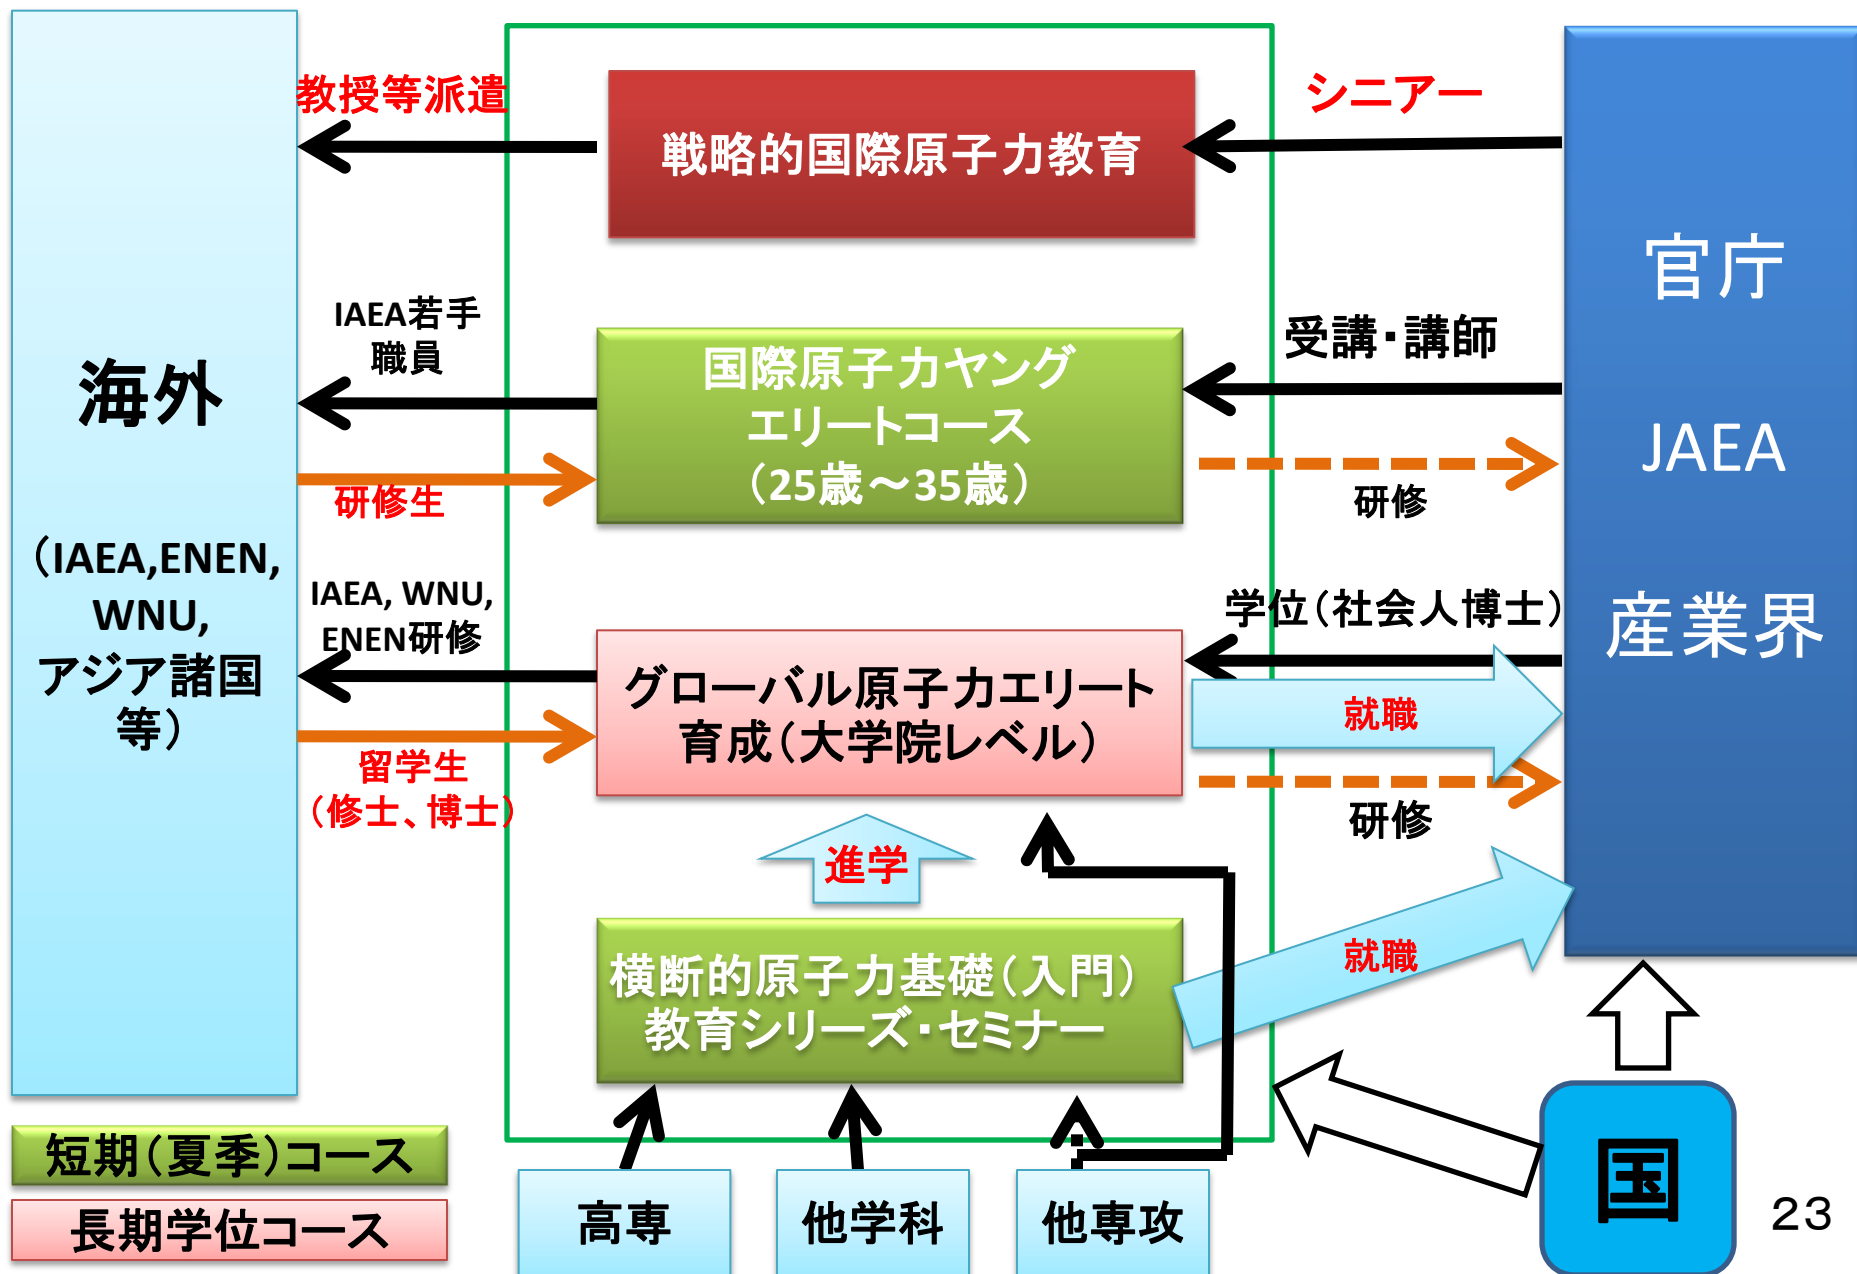 教授等派遣
シニアー
戦略的国際原子力教育
官庁
JAEA
産業界
海外
（IAEA,ENEN,
WNU,
アジア諸国
等）
IAEA若手
職員
国際原子力ヤング
エリートコース
（25歳～35歳）
受講・講師
研修生
研修
IAEA, WNU,
ENEN研修
学位（社会人博士）
グローバル原子力エリート
育成（大学院レベル）
就職
留学生
（修士、博士）
研修
進学
横断的原子力基礎（入門）
教育シリーズ・セミナー
就職
短期（夏季）コース
長期学位コース
高専
他学科
他専攻
国
23